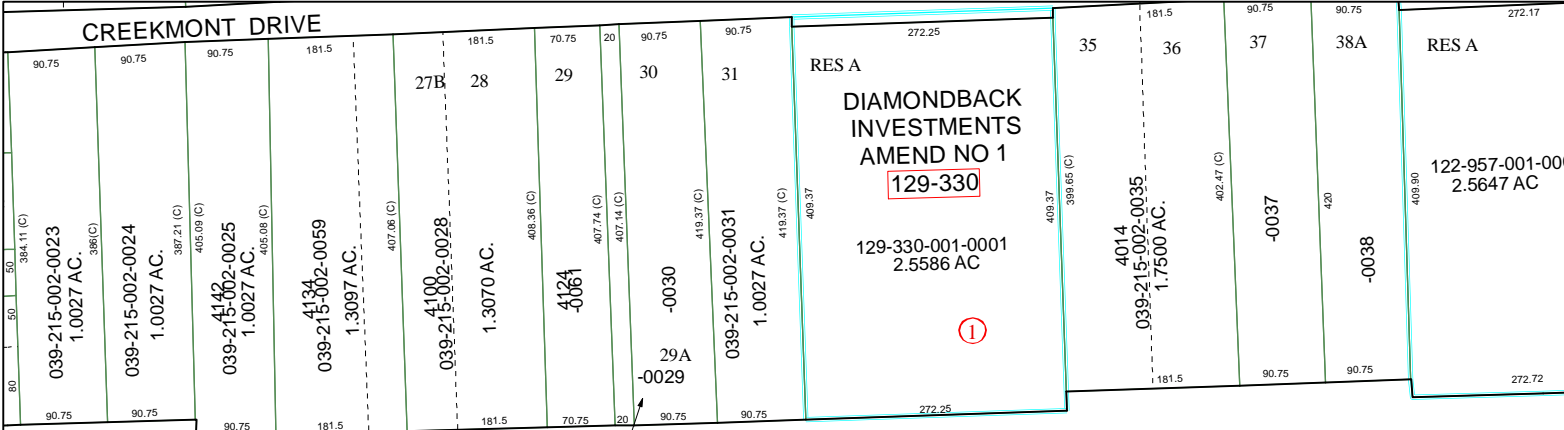 CREEKMONT DRIVE
90.75
90.75
90.75
181.5
181.5
70.75
20
90.75
90.75
272.25
181.5
90.75
90.75
272.17
27B
28
29
30
31
RES A
35
36
37
38A
RES A
DIAMONDBACK
INVESTMENTS
AMEND NO 1
129-330
129-330-001-0001
2.5586 AC
1
122-957-001-000
2.5647 AC
50
50
80
384.11 (C)
039-215-002-0023
1.0027 AC.
386(C)
039-215-002-0024
1.0027 AC.
387.21 (C)
405.09 (C)
4142
039-215-002-0025
1.0027 AC.
405.08 (C)
4134
039-215-002-0059
1.3097 AC.
407.06 (C)
4100
039-215-002-0028
1.3070 AC.
408.36 (C)
4124
-0061
407.74 (C)
407.14 (C)
-0030
419.37 (C)
039-215-002-0031
1.0027 AC.
419.37 (C)
409.37
409.37
399.65 (C)
4014
039-215-002-0035
1.7500 AC.
402.47 (C)
-0037
420
-0038
409.90
29A
-0029
90.75
90.75
90.75
181.5
181.5
70.75
20
90.75
90.75
272.25
181.5
90.75
90.75
272.72